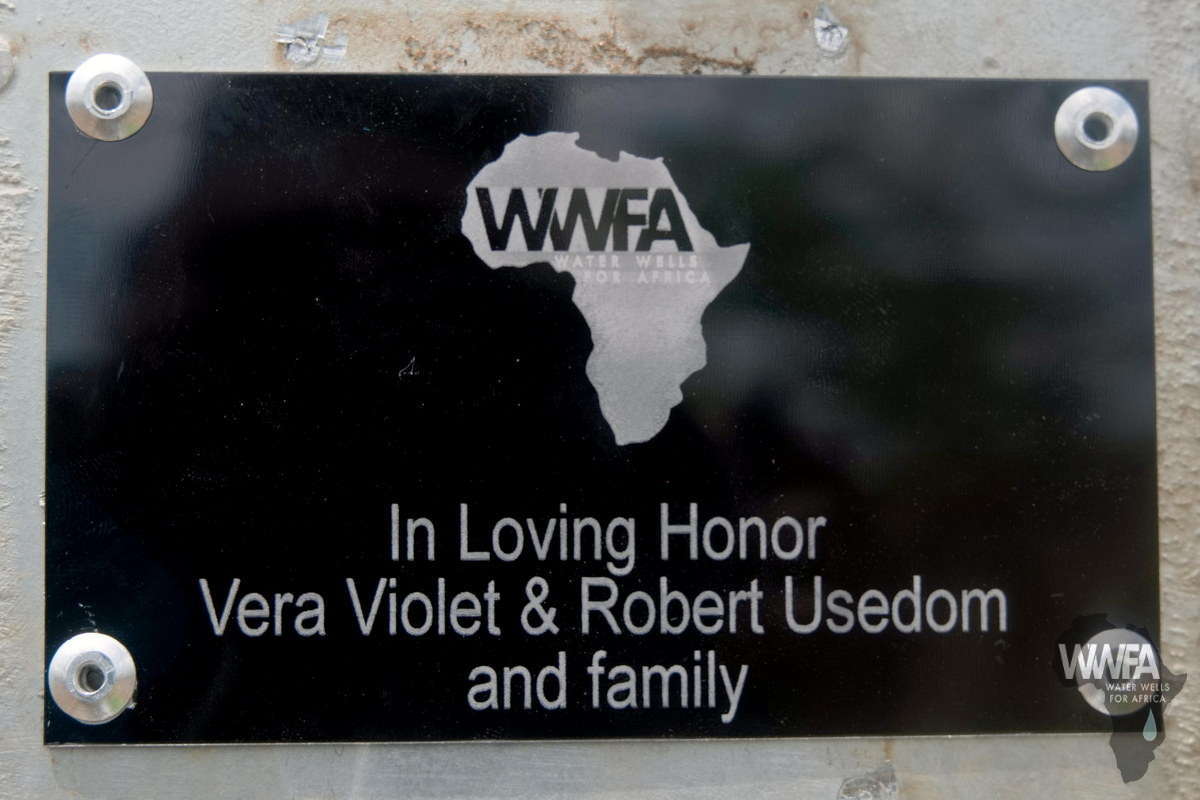 WWFA
WATER WELLS
FOR AFRICA
In Loving Honor
Vera Violet & Robert Usedom
and family
WWFA
WATER WELLS
FOR AFRICA